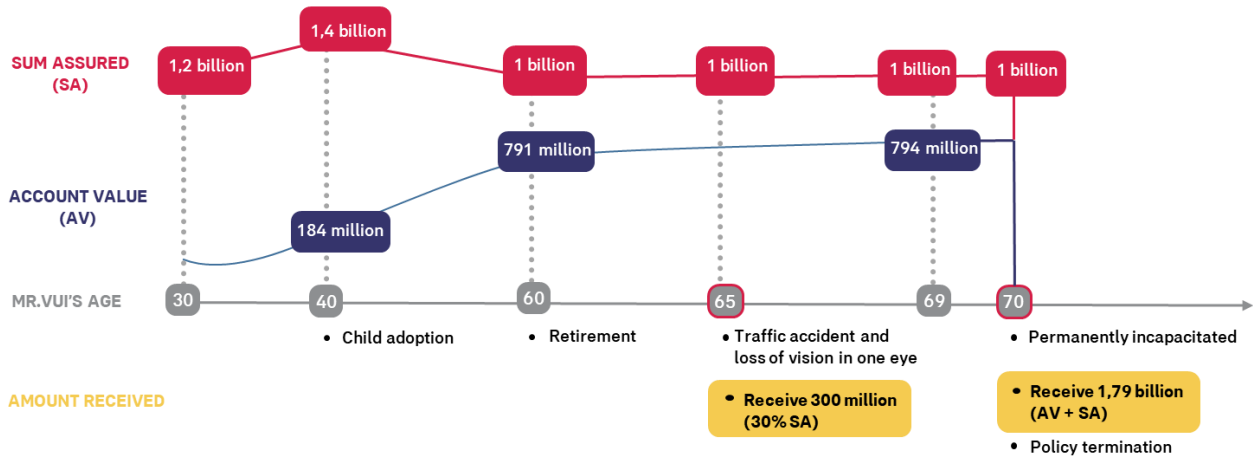 SUM ASSURED
(SA)
1,2 billion
1,4 billion
1 billion
1 billion
1 billion
1 billion
ACCOUNT VALUE
(AV)
184 million
791 million
794 million
MR.VUI'S AGE
30
40
60
65
69
70
• Child adoption
• Retirement
• Traffic accident and
loss of vision in one eye
• Permanently incapacitated
AMOUNT RECEIVED
• Receive 300 million
(30% SA)
• Receive 1,79 billion
(AV + SA)
• Policy termination